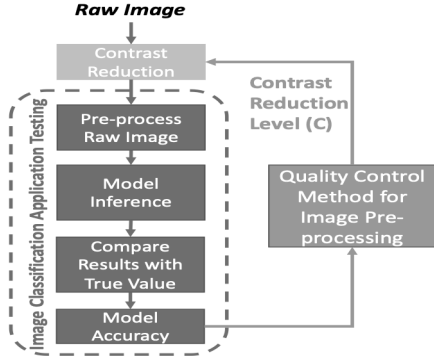 Raw Image
Contrast
Reduction
Image Classification Application Testing
Pre-process
Raw Image
Model
Inference
Compare
Results with
True Value
Model
Accuracy
Contrast
Reduction
Level (C)
Quality Control
Method for
Image Pre-
processing